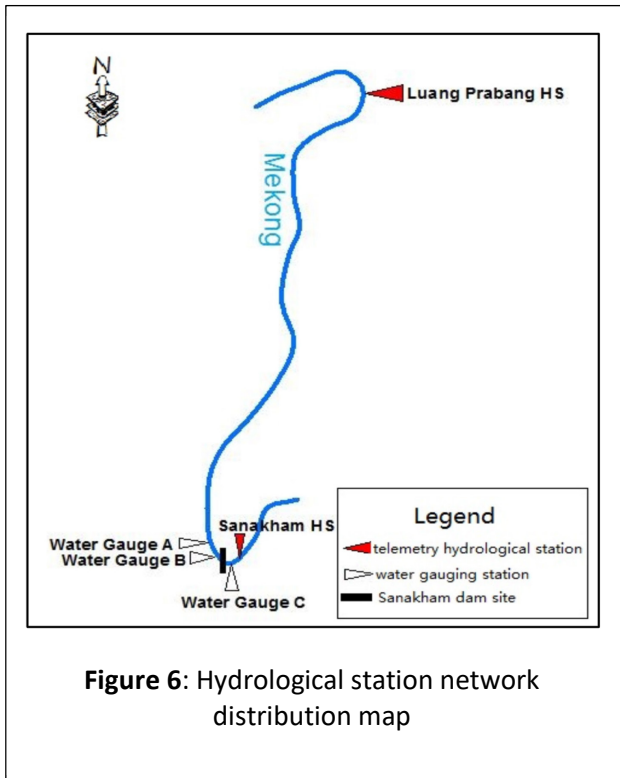 N
Luang Prabang HS
Mekong
Sanakham HS
Water Gauge A
Water Gauge B
Water Gauge C
Legend
telemetry hydrological station
water gauging station
Sanakham dam site
Figure 6: Hydrological station network
distribution map